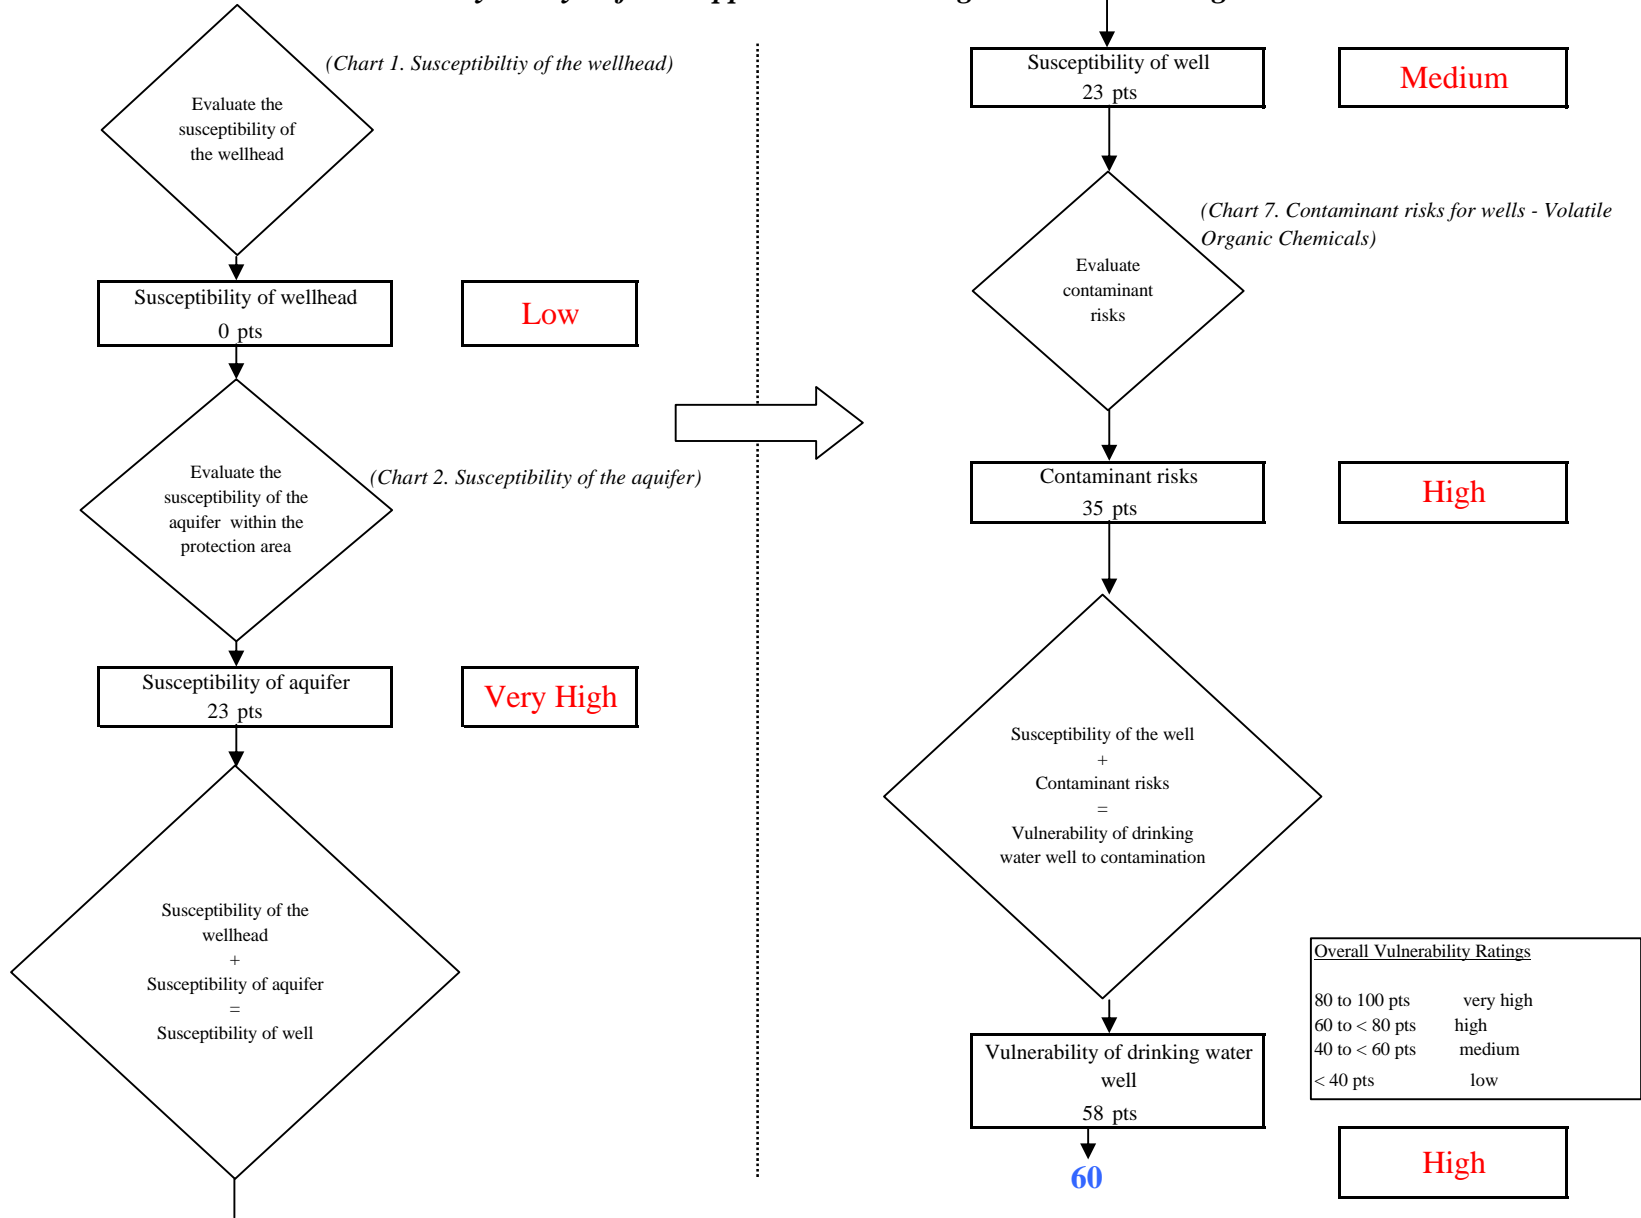 (Chart 1. Susceptibiltiy of the wellhead)
Evaluate the
susceptibility of
the wellhead
Susceptibility of wellhead
0 pts
Low
Evaluate the
susceptibility of the
aquifer within the
protection area
(Chart 2. Susceptibility of the aquifer)
Susceptibility of aquifer
23 pts
Very High
Susceptibility of the
wellhead
+
Susceptibility of aquifer
=
Susceptibility of well
Susceptibility of well
23 pts
Medium
(Chart 7. Contaminant risks for wells - Volatile
Organic Chemicals)
Evaluate
contaminant
risks
Contaminant risks
35 pts
High
Susceptibility of the well
+
Contaminant risks
=
Vulnerability of drinking
water well to contamination
Overall Vulnerability Ratings
80 to 100 pts very high
60 to < 80 pts high
40 to < 60 pts medium
< 40 pts low
Vulnerability of drinking water
well
58 pts
60
High